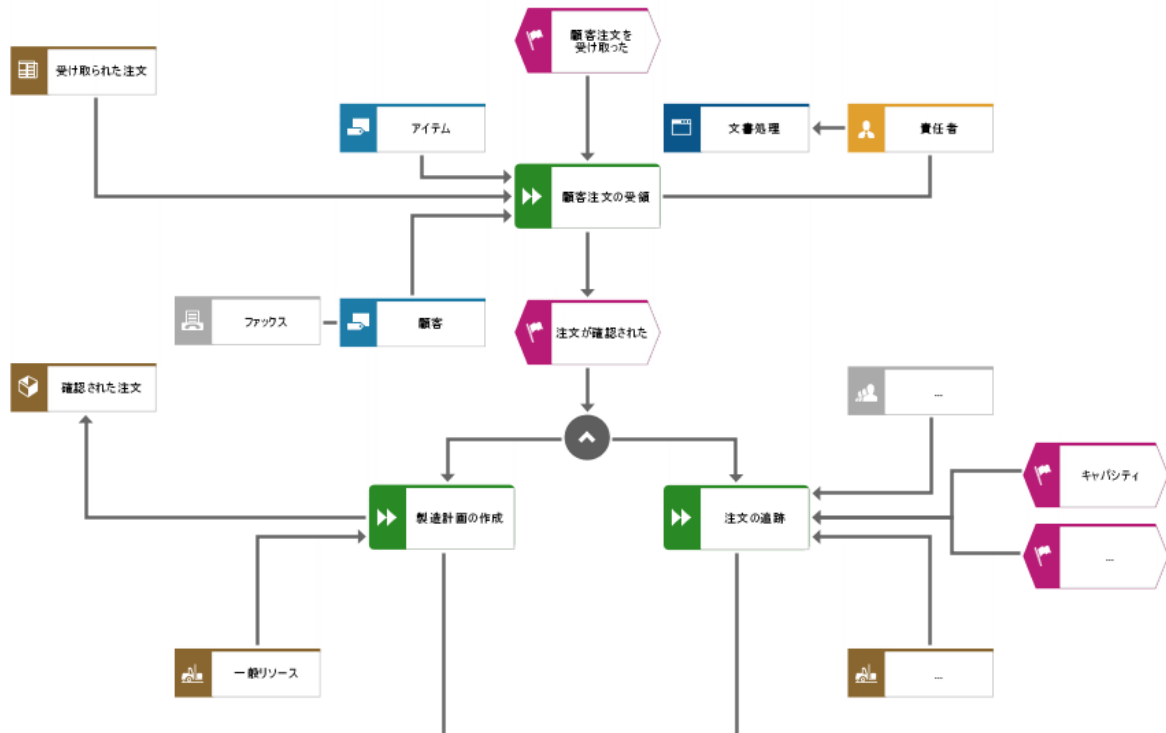 顧客注文を
受け取った
受け取られた注文
アイテム
文書処理
責任者
顧客注文の受領
ファックス
顧客
注文が確認された
確認された注文
...
キャパシティ
製造計画の作成
注文の追跡
...
一般リソース
...